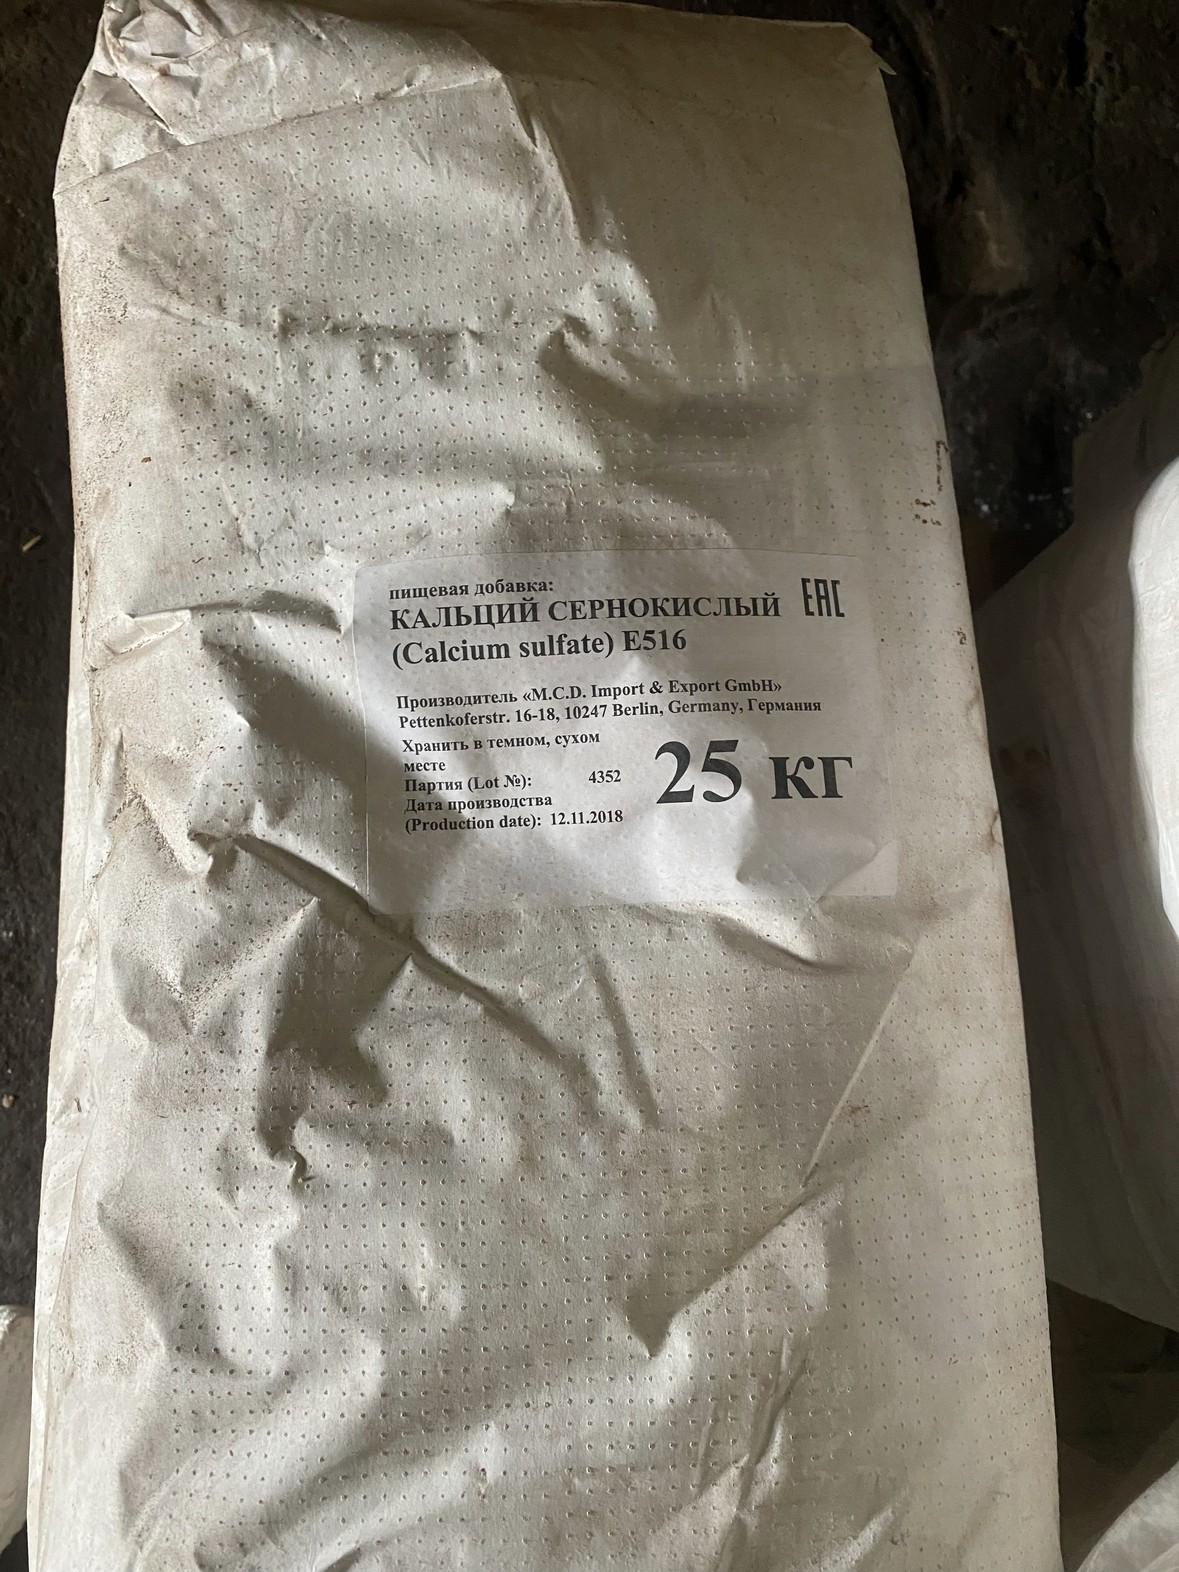 пищевая добавка:
КАЛЬЦИЙ СЕРНОКИСЛЫЙ EAC
(Calcium sulfate) E516
Производитель «M.C.D. Import & Export GmbH»
Pettenkoferstr. 16-18, 10247 Berlin, Germany, Германия
Хранить в темном, сухом
месте
Партия (Lot №): 4352
Дата производства
(Production date): 12.11.2018
25 кг